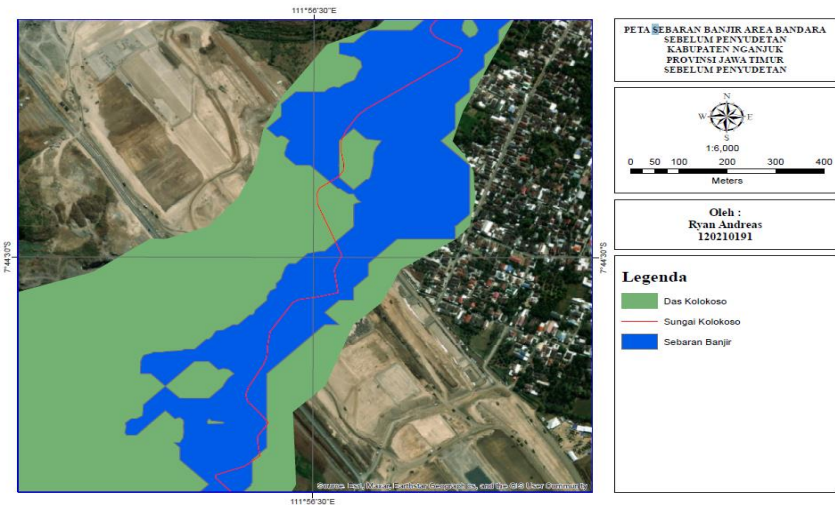 111°56'30"E
7°44'30"S
7°44'30"S
111°56'30"E
Source: Esri, Maxar, Earthstar Geographics, and the GIS User Community
PETA SEBARAN BANJIR AREA BANDARA
SEBELUM PENYUDETAN
KABUPATEN NGANJUK
PROVINSI JAWA TIMUR
SEBELUM PENYUDETAN
N
W E
S
1:6,000
0 50 100 200 300 400
Meters
Oleh :
Ryan Andreas
120210191
Legenda
Das Kolokoso
Sungai Kolokoso
Sebaran Banjir